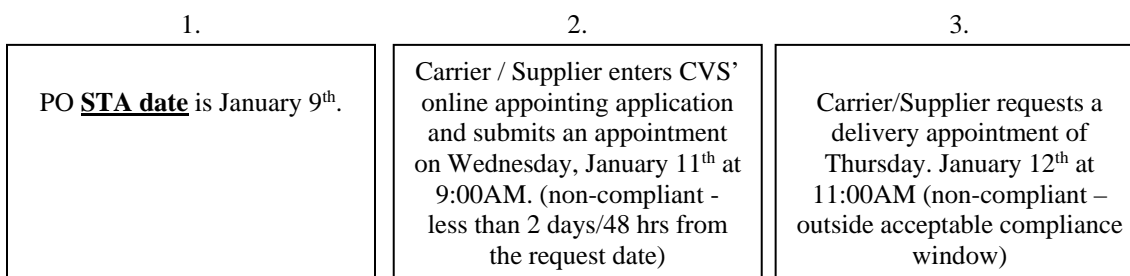 1.
2.
3.
PO STA date is January 9th.
Carrier / Supplier enters CVS’
online appointing application
and submits an appointment
on Wednesday, January 11th at
9:00AM. (non-compliant -
less than 2 days/48 hrs from
the request date)
Carrier/Supplier requests a
delivery appointment of
Thursday. January 12th at
11:00AM (non-compliant –
outside acceptable compliance
window)